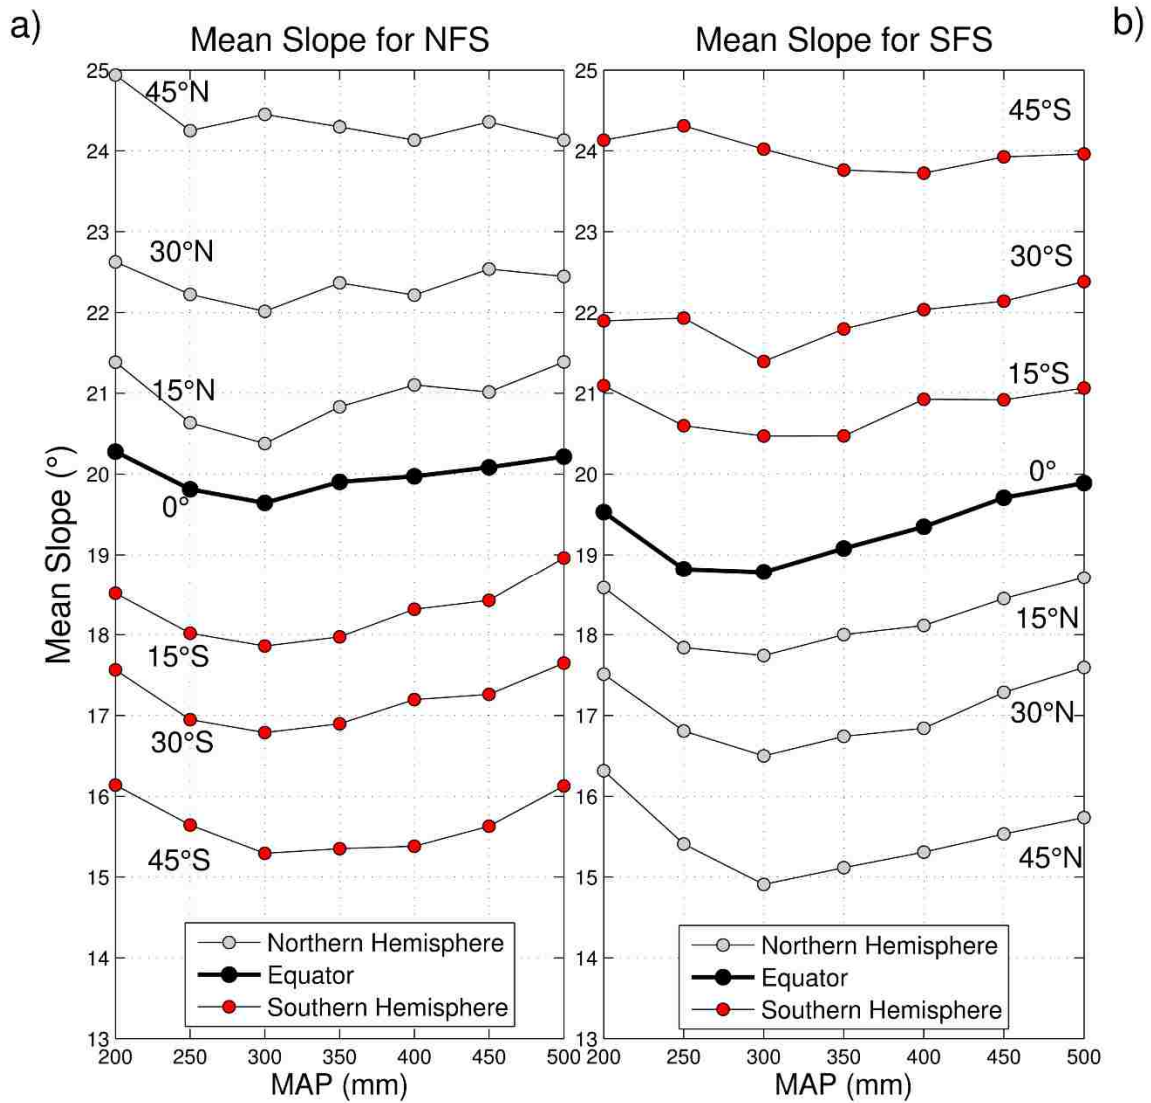 a)
b)
Mean Slope for NFS
Mean Slope for SFS
Mean Slope (°)
25
24
23
22
21
20
19
18
17
16
15
14
13
45°N
30°N
15°N
0°
15°S
30°S
45°S
Northern Hemisphere
Equator
Southern Hemisphere
200 250 300 350 400 450 500
MAP (mm)
25
24
23
22
21
20
19
18
17
16
15
14
13
45°S
30°S
15°S
0°
15°N
30°N
45°N
Northern Hemisphere
Equator
Southern Hemisphere
200 250 300 350 400 450 500
MAP (mm)